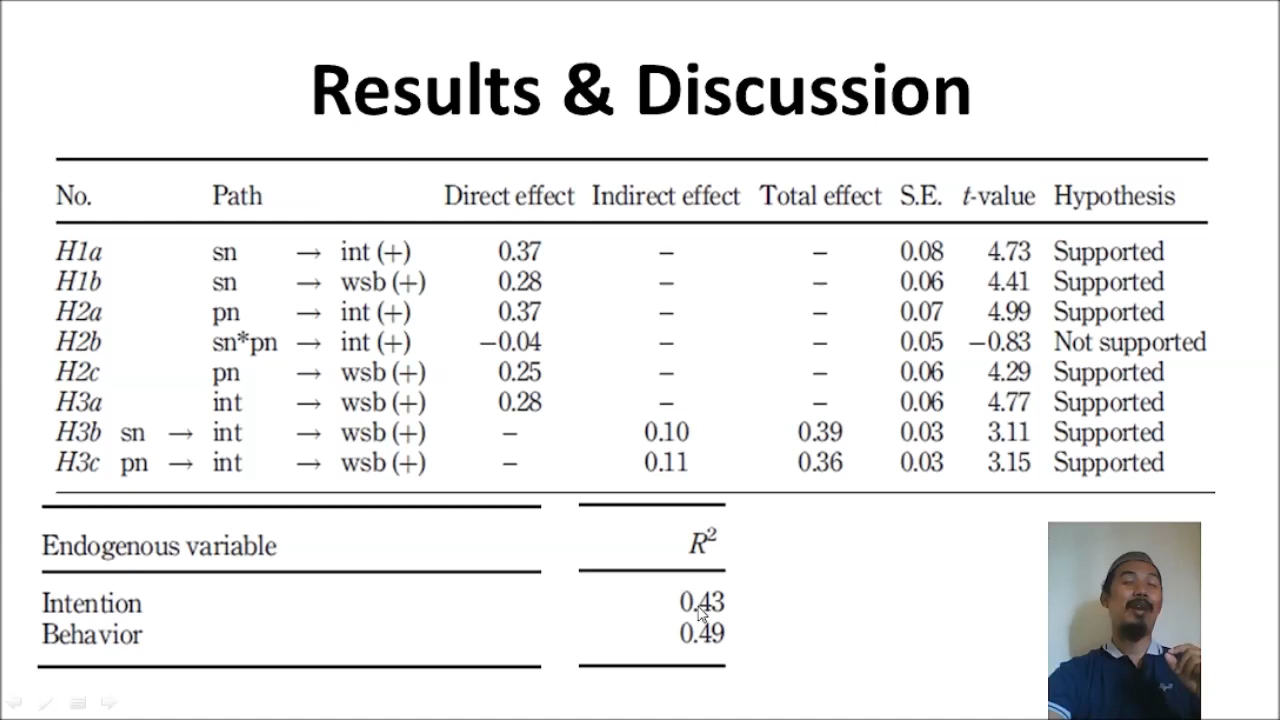 Results & Discussion
No. Path Direct effect Indirect effect Total effect S.E. t-value Hypothesis
H1a sn → int (+) 0.37 – – 0.08 4.73 Supported
H1b sn → wsb (+) 0.28 – – 0.06 4.41 Supported
H2a pn → int (+) 0.37 – – 0.07 4.99 Supported
H2b sn*pn → int (+) −0.04 – – 0.05 −0.83 Not supported
H2c pn → wsb (+) 0.25 – – 0.06 4.29 Supported
H3a int → wsb (+) 0.28 – – 0.06 4.77 Supported
H3b sn → int → wsb (+) – 0.10 0.39 0.03 3.11 Supported
H3c pn → int → wsb (+) – 0.11 0.36 0.03 3.15 Supported
Endogenous variable R²
Intention 0.43
Behavior 0.49